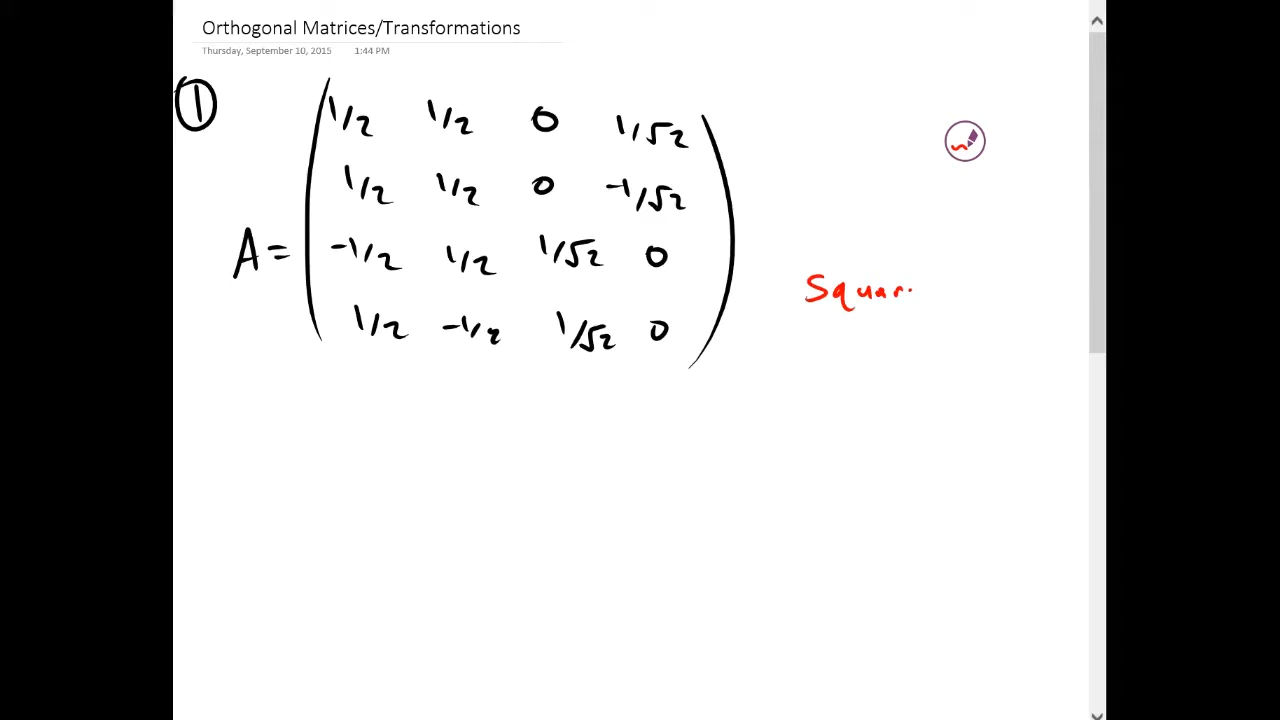 Orthogonal Matrices/Transformations
Thursday, September 10, 2015 1:44 PM
1
1/2 1/2 0 1/√2
1/2 1/2 0 -1/√2
A= -1/2 1/2 1/√2 0
Squar
1/2 -1/2 1/√2 0